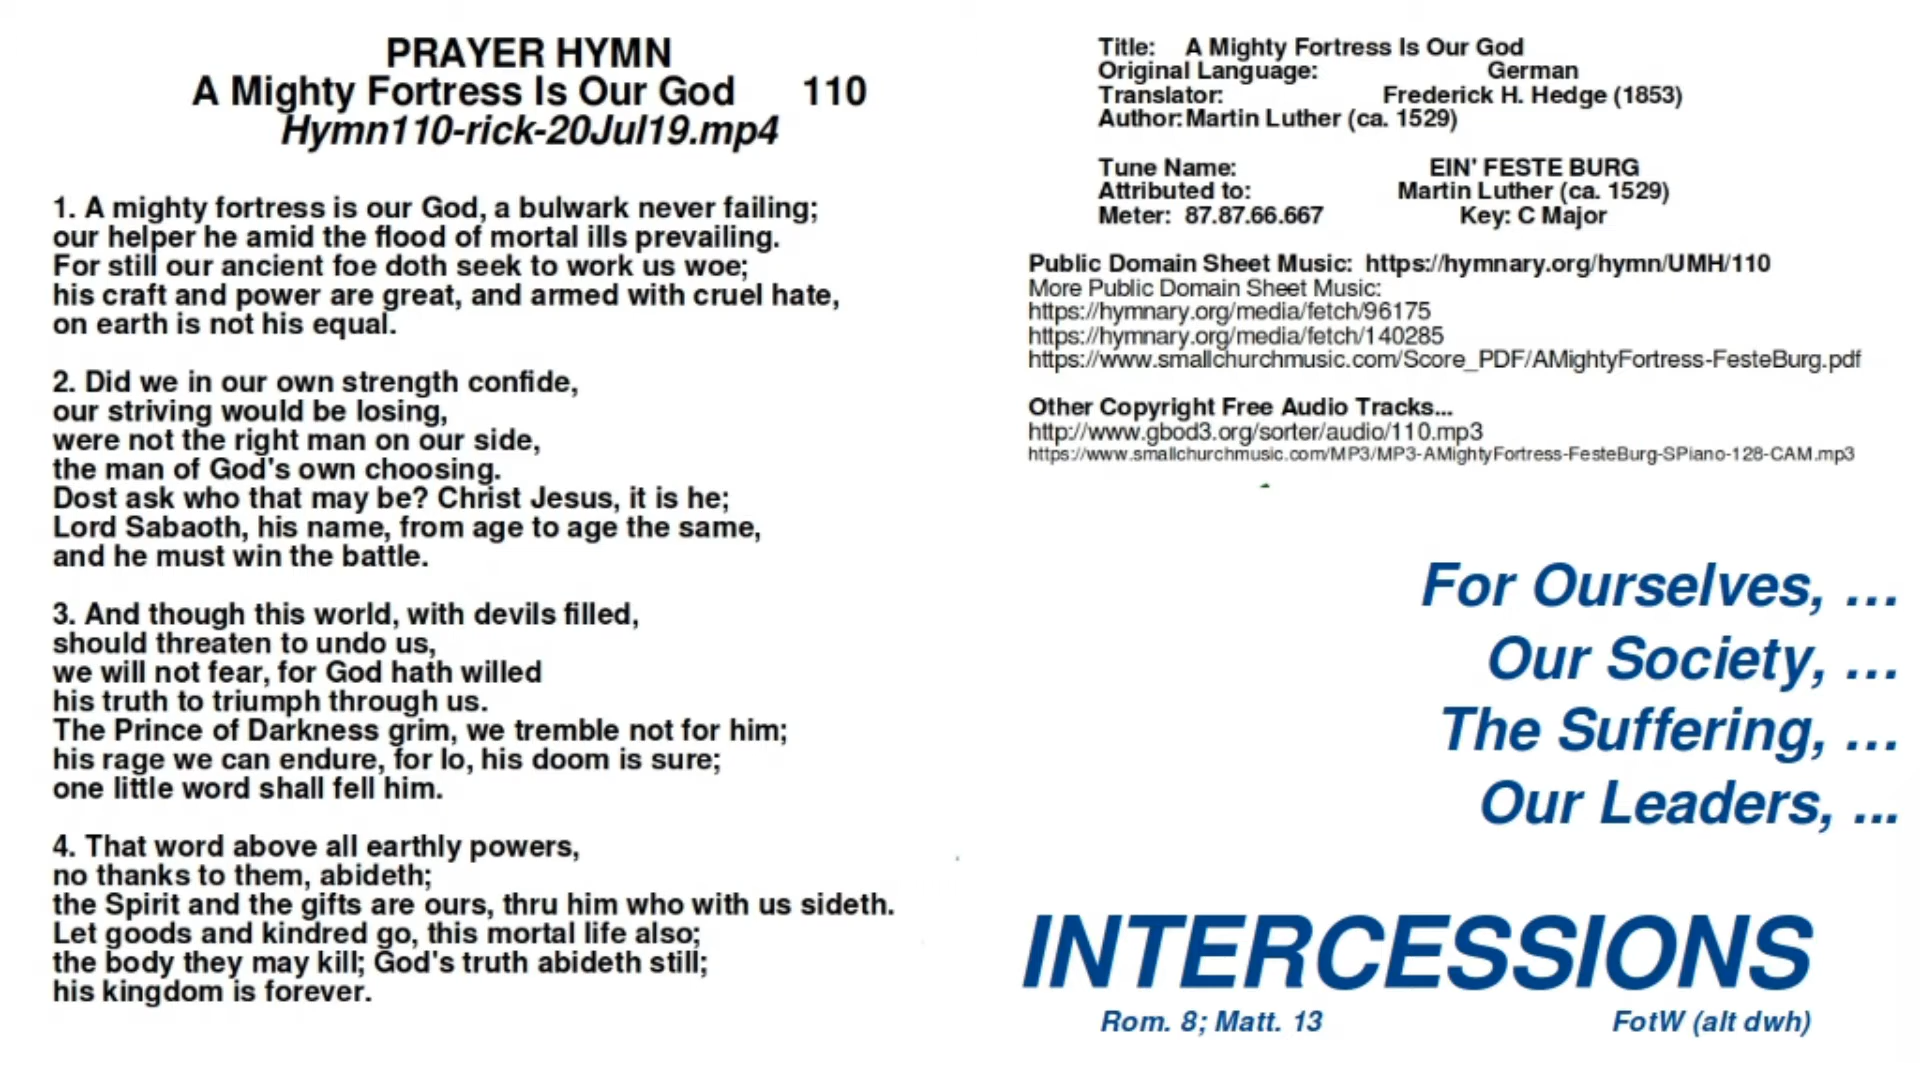 PRAYER HYMN
A Mighty Fortress Is Our God 110
Hymn110-rick-20Jul19.mp4
1. A mighty fortress is our God, a bulwark never failing;
our helper he amid the flood of mortal ills prevailing.
For still our ancient foe doth seek to work us woe;
his craft and power are great, and armed with cruel hate,
on earth is not his equal.
2. Did we in our own strength confide,
our striving would be losing,
were not the right man on our side,
the man of God's own choosing.
Dost ask who that may be? Christ Jesus, it is he;
Lord Sabaoth, his name, from age to age the same,
and he must win the battle.
3. And though this world, with devils filled,
should threaten to undo us,
we will not fear, for God hath willed
his truth to triumph through us.
The Prince of Darkness grim, we tremble not for him;
his rage we can endure, for lo, his doom is sure;
one little word shall fell him.
4. That word above all earthly powers,
no thanks to them, abideth;
the Spirit and the gifts are ours, thru him who with us sideth.
Let goods and kindred go, this mortal life also;
the body they may kill; God's truth abideth still;
his kingdom is forever.
Title: A Mighty Fortress Is Our God
Original Language: German
Translator: Frederick H. Hedge (1853)
Author: Martin Luther (ca. 1529)
Tune Name: EIN' FESTE BURG
Attributed to: Martin Luther (ca. 1529)
Meter: 87.87.66.667 Key: C Major
Public Domain Sheet Music: https://hymnary.org/hymn/UMH/110
More Public Domain Sheet Music:
https://hymnary.org/media/fetch/96175
https://hymnary.org/media/fetch/140285
https://www.smallchurchmusic.com/Score_PDF/AMightyFortress-FesteBurg.pdf
Other Copyright Free Audio Tracks...
http://www.gbod3.org/sorter/audio/110.mp3
https://www.smallchurchmusic.com/MP3/MP3-AMightyFortress-FesteBurg-SPiano-128-CAM.mp3
For Ourselves, …
Our Society, …
The Suffering, …
Our Leaders, ...
INTERCESSIONS
Rom. 8; Matt. 13 FotW (alt dwh)